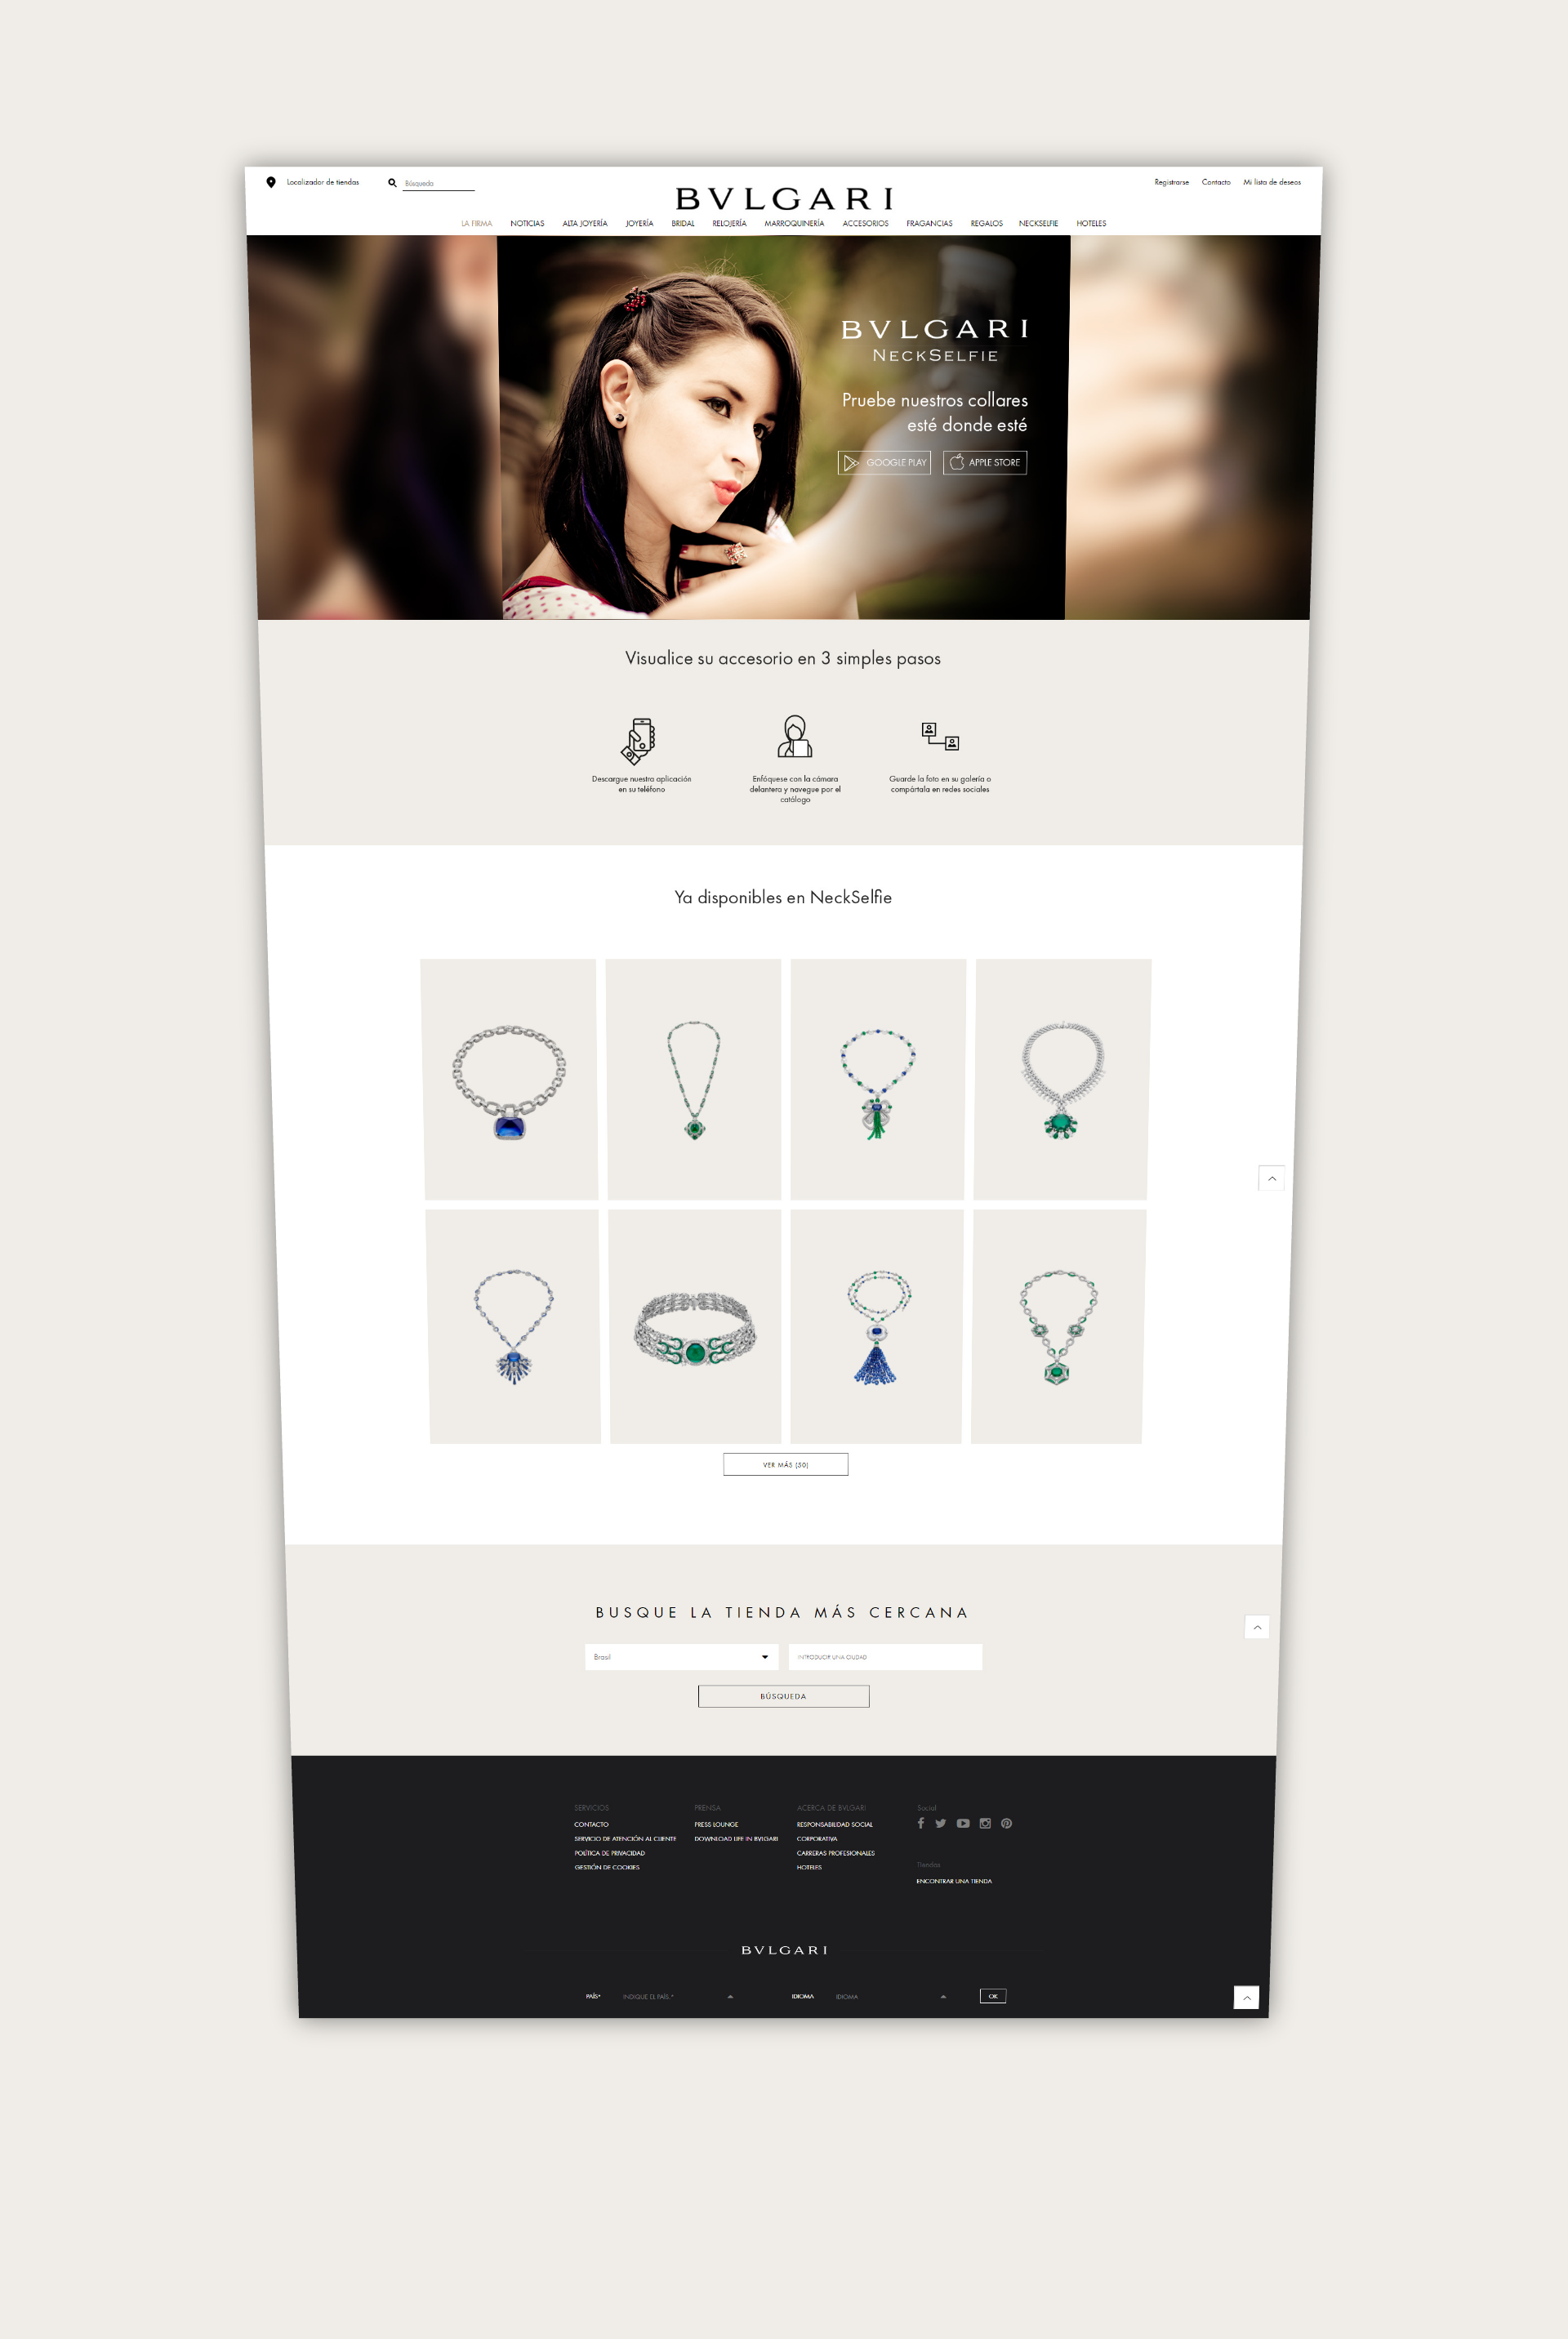 Localizador de tiendas
Búsqueda
Registrarse Contacto Mi lista de deseos
BVLGARI
LA FIRMA NOTICIAS ALTA JOYERÍA JOYERÍA BRIDAL RELOJERÍA MARROQUINERÍA ACCESORIOS FRAGANCIAS REGALOS NECKSELFIE HOTELES
BVLGARI
NECKSELFIE
Pruebe nuestros collares
esté donde esté
GOOGLE PLAY
APPLE STORE
Visualice su accesorio en 3 simples pasos
Descargue nuestra aplicación
en su teléfono
Enfóquese con la cámara
delantera y navegue por el
catálogo
Guarde la foto en su galería o
compártala en redes sociales
Ya disponibles en NeckSelfie
VER MÁS (50)
BUSQUE LA TIENDA MÁS CERCANA
Brasil
INTRODUCIR UNA CIUDAD
BÚSQUEDA
SERVICIOS
CONTACTO
SERVICIO DE ATENCIÓN AL CLIENTE
POLÍTICA DE PRIVACIDAD
GESTIÓN DE COOKIES
PRENSA
PRESS LOUNGE
DOWNLOAD LIFE IN BVLGARI
ACERCA DE BVLGARI
RESPONSABILIDAD SOCIAL
CORPORATIVA
CARRERAS PROFESIONALES
HOTELES
Social
Tiendas
ENCONTRAR UNA TIENDA
BVLGARI
PAÍS* INDIQUE EL PAÍS.* IDIOMA IDIOMA OK